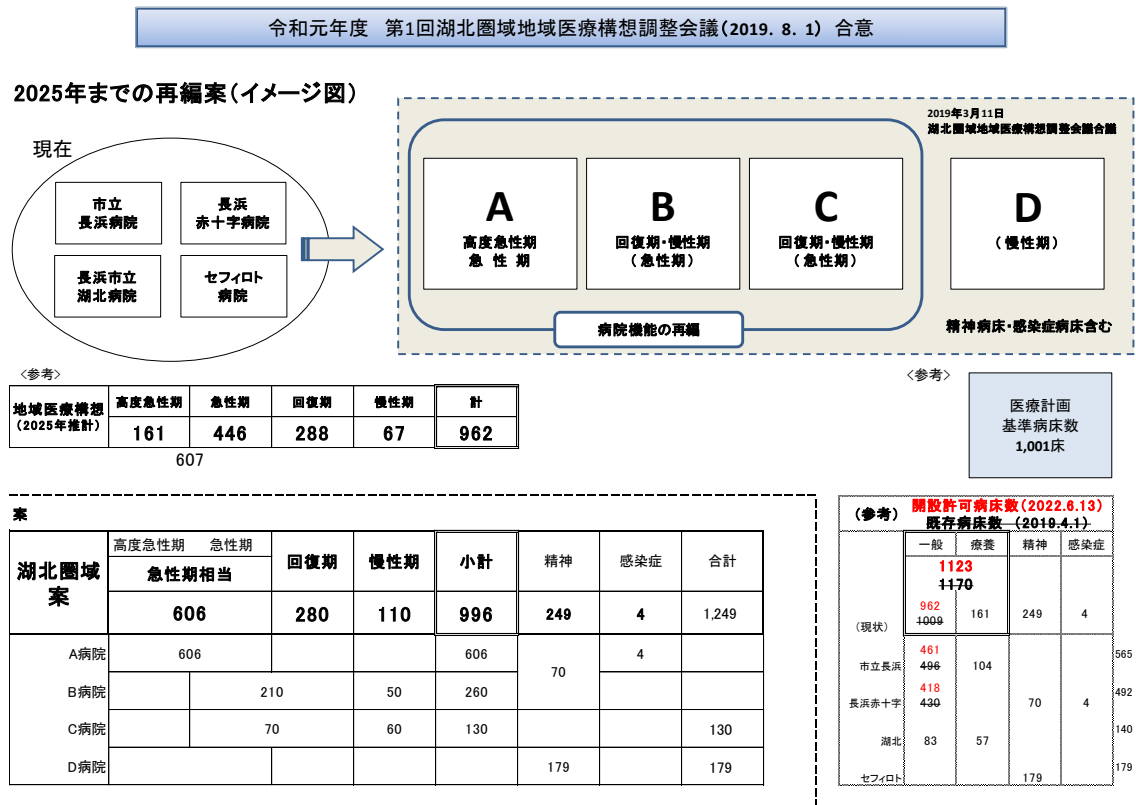 令和元年度 第1回湖北圏域地域医療構想調整会議(2019. 8. 1) 合意
2025年までの再編案(イメージ図)
現在
市立
長浜病院
長浜
赤十字病院
長浜市立
湖北病院
セフィロト
病院
2019年3月11日
湖北圏域地域医療構想調整会議合議
A
高度急性期
急 性 期
B
回復期・慢性期
(急性期)
C
回復期・慢性期
(急性期)
D
(慢性期)
病院機能の再編
精神病床・感染症病床含む
<参考>
地域医療構想
(2025年推計)
高度急性期 急性期 回復期 慢性期 計
161 446 288 67 962
607
<参考>
医療計画
基準病床数
1,001床
案
湖北圏域
案
高度急性期 急性期
急性期相当
回復期 慢性期 小計 精神 感染症 合計
606 280 110 996 249 4 1,249
A病院 606 606 4
70
B病院 210 50 260
C病院 70 60 130 130
D病院 179 179
(参考)
開設許可病床数(2022.6.13)
既存病床数 (2019.4.1)
一般 療養 精神 感染症
1123
1170
962
(現状) 1009 161 249 4
461
市立長浜 496 104 565
418
長浜赤十字 430 70 4 492
湖北 83 57 140
セフィロト 179 179